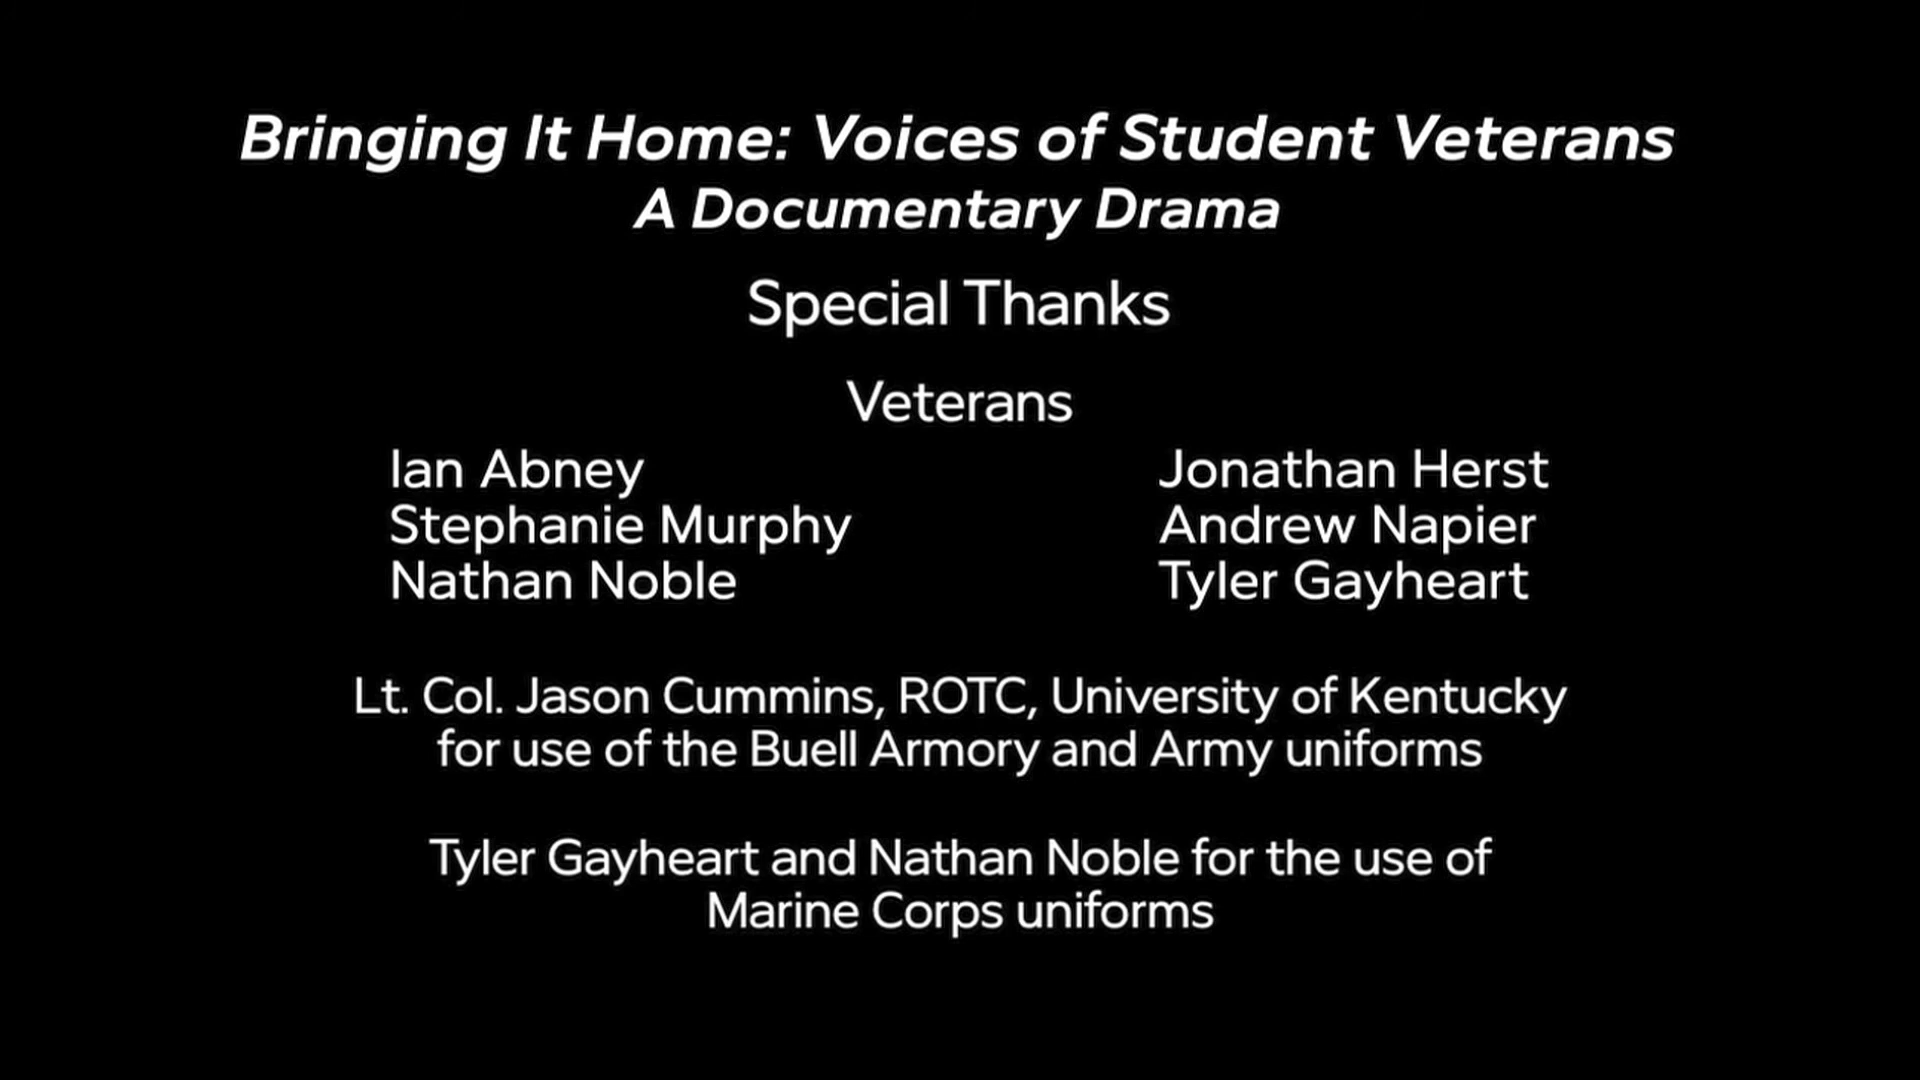 Bringing It Home: Voices of Student Veterans
A Documentary Drama
Special Thanks
Veterans
Ian Abney
Stephanie Murphy
Nathan Noble
Jonathan Herst
Andrew Napier
Tyler Gayheart
Lt. Col. Jason Cummins, ROTC, University of Kentucky
for use of the Buell Armory and Army uniforms
Tyler Gayheart and Nathan Noble for the use of
Marine Corps uniforms